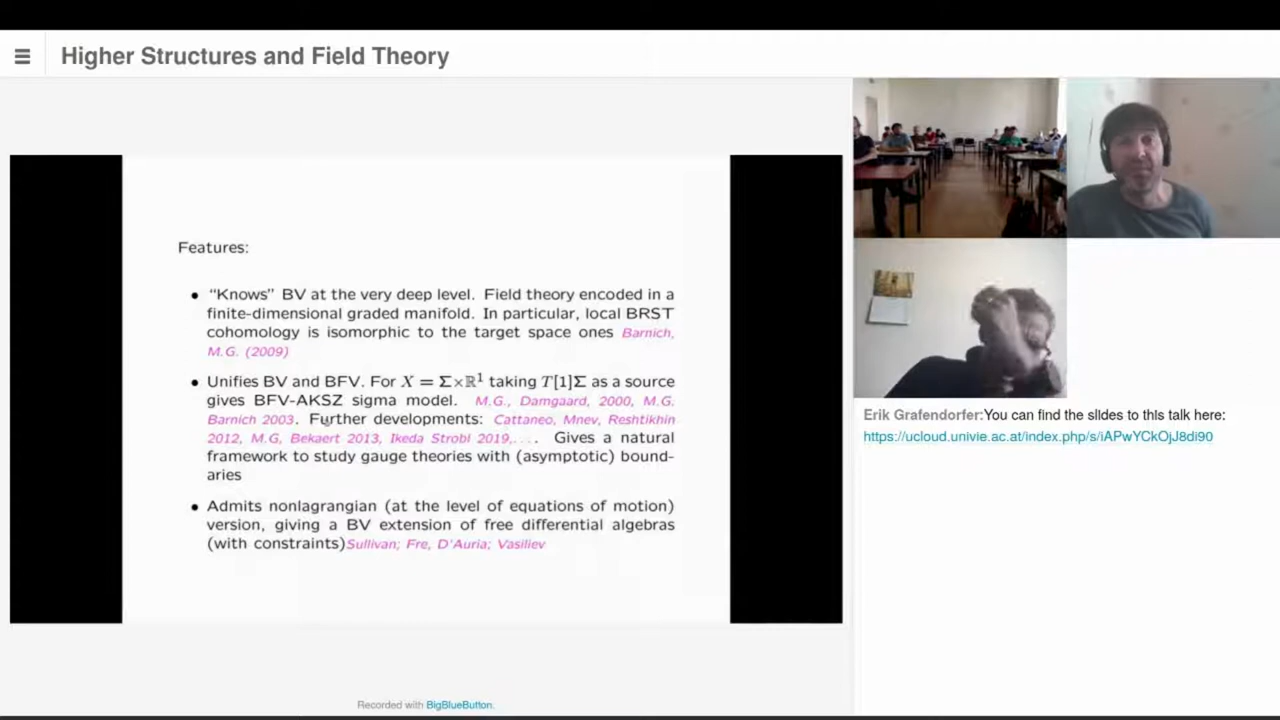 Higher Structures and Field Theory
Features:
• “Knows” BV at the very deep level. Field theory encoded in a
finite-dimensional graded manifold. In particular, local BRST
cohomology is isomorphic to the target space ones Barnich,
M.G. (2009)
• Unifies BV and BFV. For X = Σ×ℝ¹ taking T[1]Σ as a source
gives BFV-AKSZ sigma model. M.G., Damgaard, 2000, M.G.
Barnich 2003. Further developments: Cattaneo, Mnev, Reshtikhin
2012, M.G, Bekaert 2013, Ikeda Strobl 2019,... . Gives a natural
framework to study gauge theories with (asymptotic) bound-
aries
• Admits nonlagrangian (at the level of equations of motion)
version, giving a BV extension of free differential algebras
(with constraints)Sullivan; Fre, D'Auria; Vasiliev
Erik Grafendorfer:You can find the slIdes to this talk here:
https://ucloud.univie.ac.at/index.php/s/iAPwYCkOjJ8di90
Recorded with BigBlueButton.